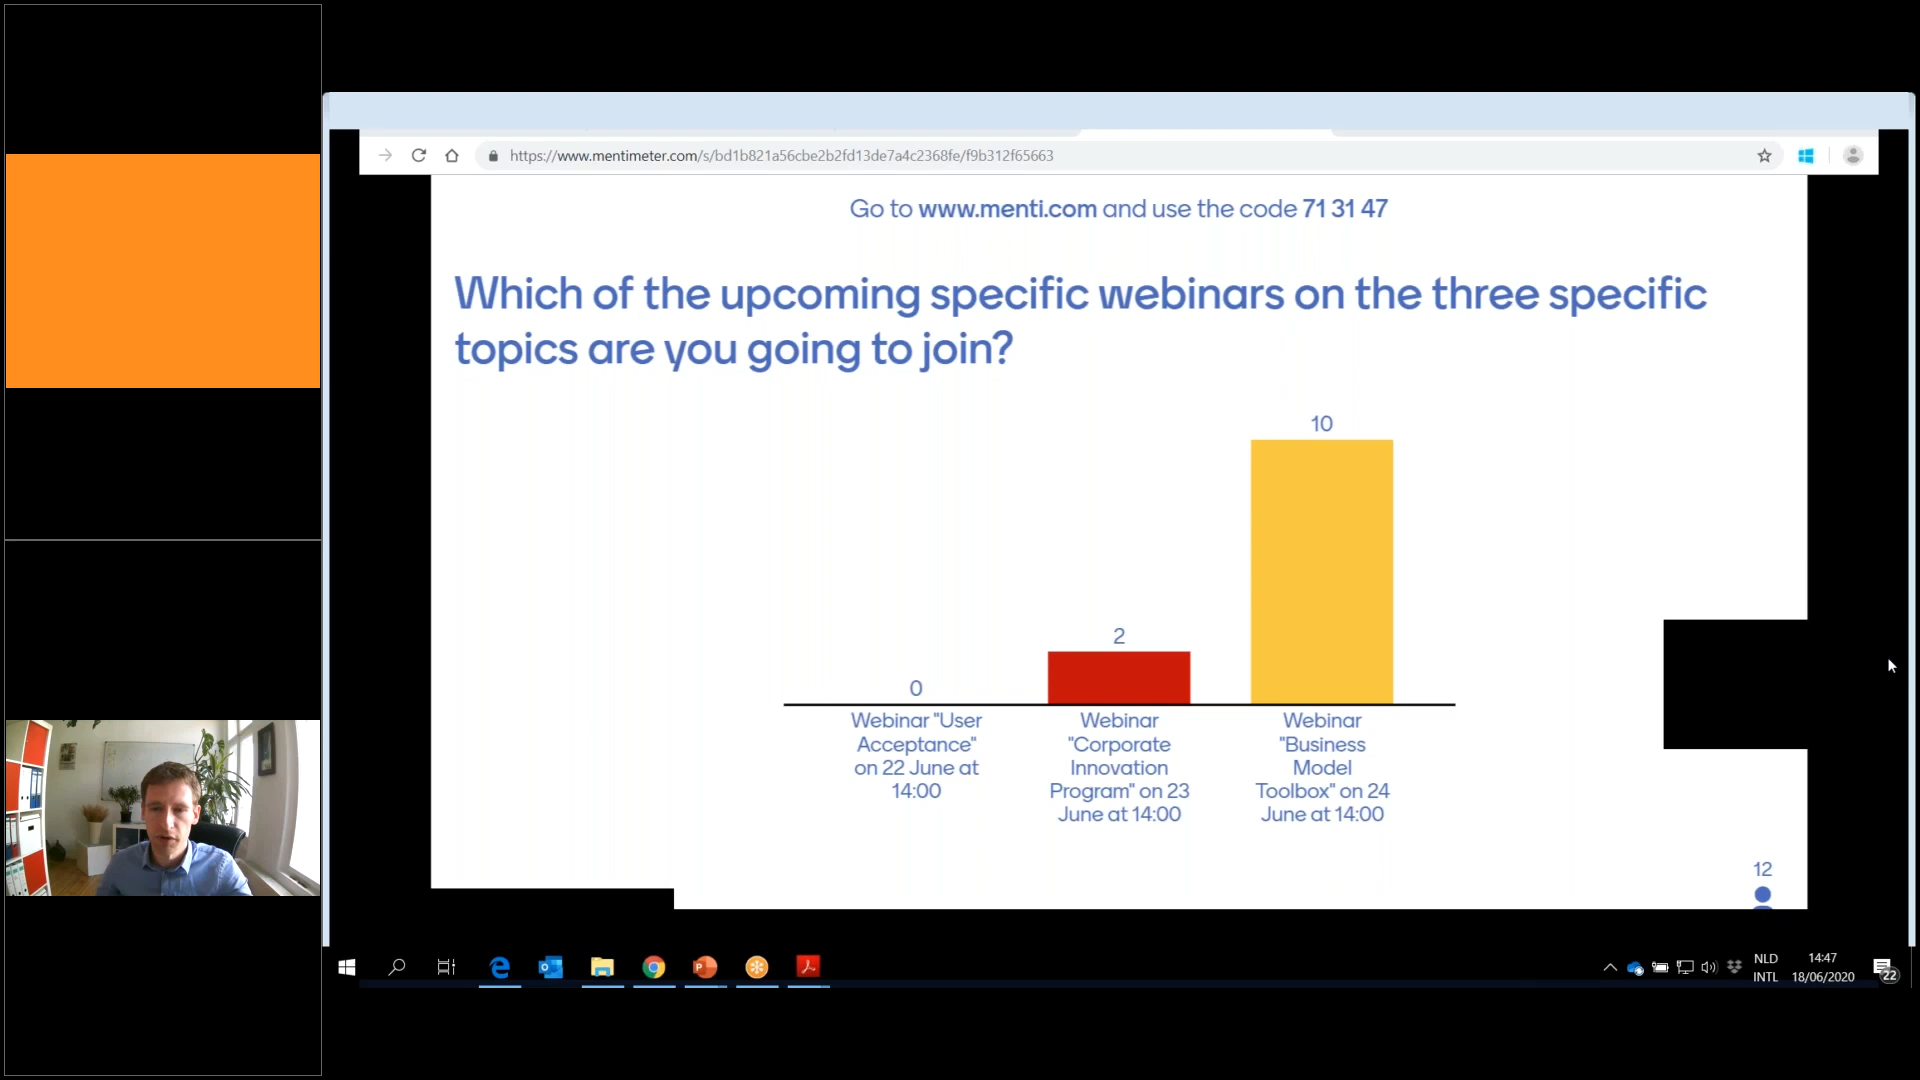 https://www.mentimeter.com/s/bd1b821a56cbe2b2fd13de7a4c2368fe/f9b312f65663
Go to www.menti.com and use the code 71 31 47
Which of the upcoming specific webinars on the three specific
topics are you going to join?
0
2
10
Webinar "User
Acceptance"
on 22 June at
14:00
Webinar
"Corporate
Innovation
Program" on 23
June at 14:00
Webinar
"Business
Model
Toolbox" on 24
June at 14:00
12
NLD
INTL
14:47
18/06/2020
22